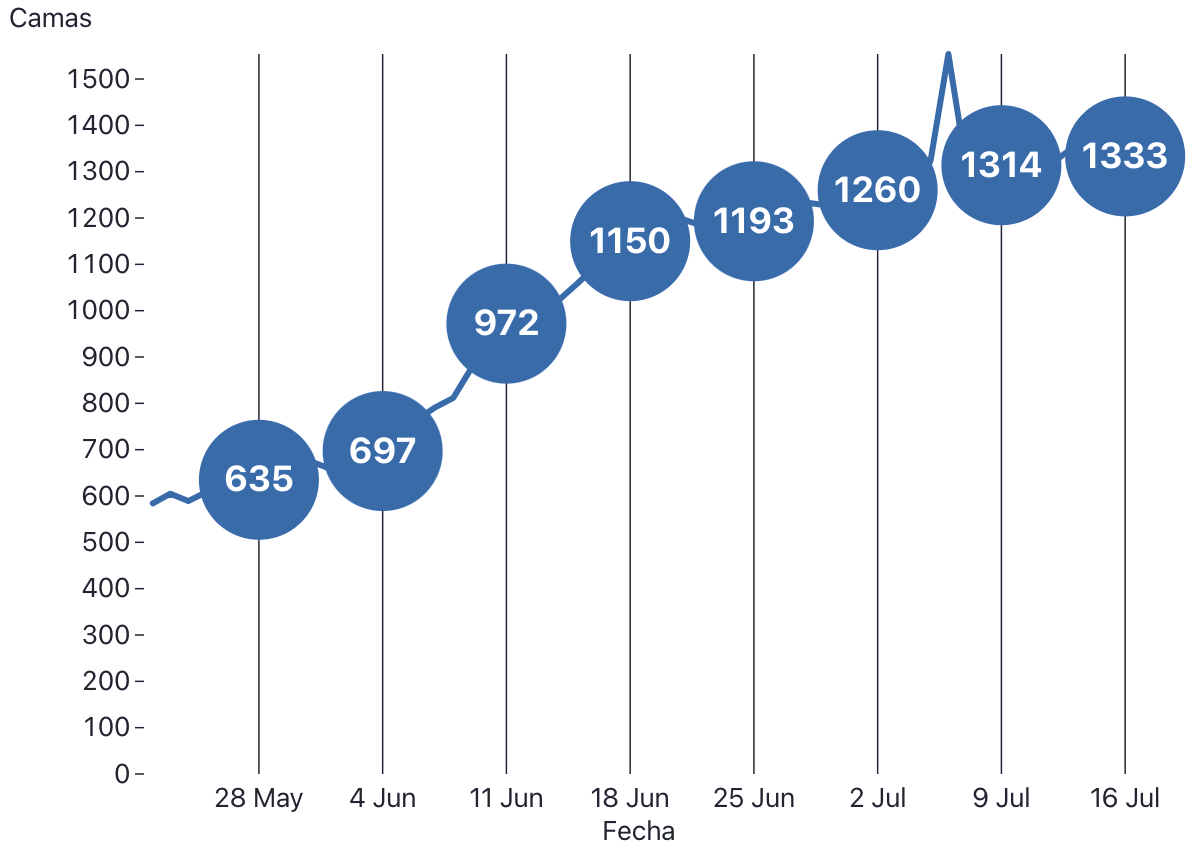 Camas
1500
1400
1300
1200
1100
1000
900
800
700
600
500
400
300
200
100
0
635
697
972
1150
1193
1260
1314
1333
28 May
4 Jun
11 Jun
18 Jun
25 Jun
2 Jul
9 Jul
16 Jul
Fecha